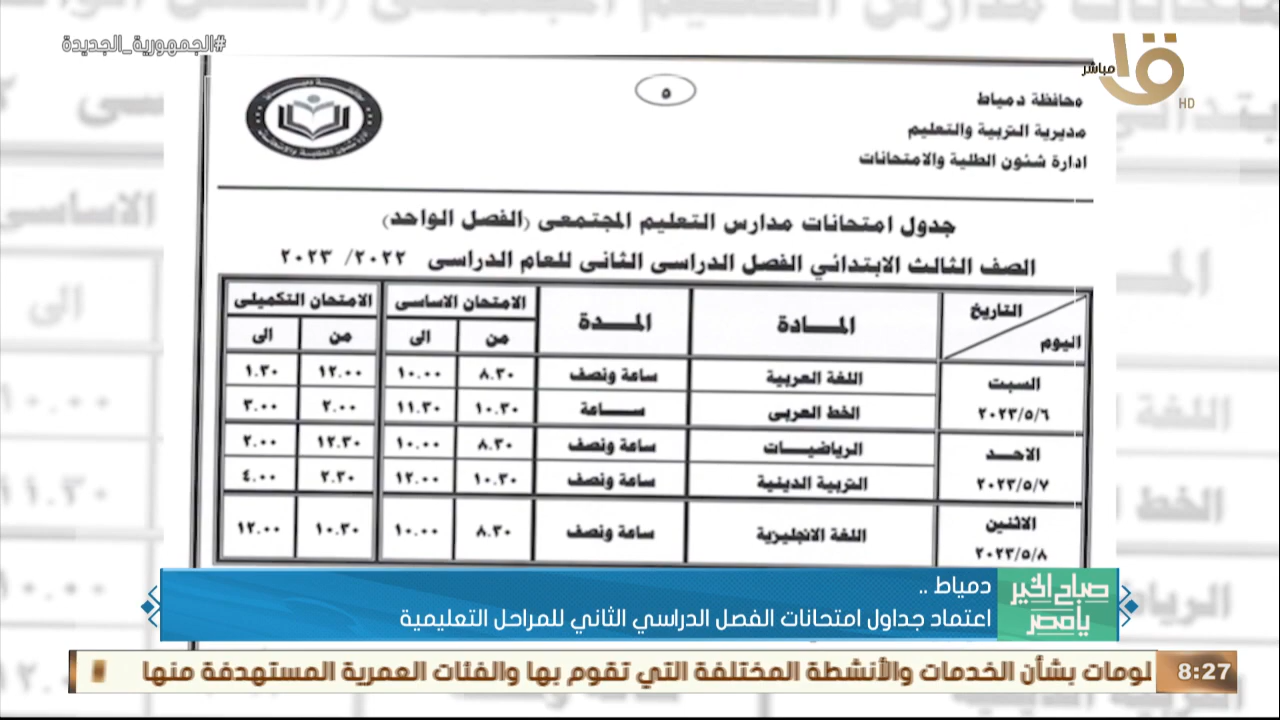 #الجمهورية_الجديدة
مباشر
HD
محافظة دمياط
مديرية التربية والتعليم
ادارة شئون الطلبة والامتحانات
٥
جدول امتحانات مدارس التعليم المجتمعى (الفصل الواحد)
الصف الثالث الابتدائي الفصل الدراسى الثانى للعام الدراسى ٢٠٢٢/ ٢٠٢٣
التاريخ اليوم المـــادة المـــدة الامتحان الاساسى الامتحان التكميلى
من الى من الى
السبت ٢٠٢٣/٥/٦ اللغة العربية ساعة ونصف ٨.٣٠ ١٠.٠٠ ١٢.٠٠ ١.٣٠
الخط العربى ســـاعة ١٠.٣٠ ١١.٣٠ ٢.٠٠ ٣.٠٠
الاحـد ٢٠٢٣/٥/٧ الرياضيـــات ساعة ونصف ٨.٣٠ ١٠.٠٠ ١٢.٣٠ ٢.٠٠
التربية الدينية ساعة ونصف ١٠.٣٠ ١٢.٠٠ ٢.٣٠ ٤.٠٠
الاثنين ٢٠٢٣/٥/٨ اللغة الانجليزية ساعة ونصف ٨.٣٠ ١٠.٠٠ ١٠.٣٠ ١٢.٠٠
صباح الخير يا مصر
دمياط ..
اعتماد جداول امتحانات الفصل الدراسي الثاني للمراحل التعليمية
8:27
لومات بشأن الخدمات والأنشطة المختلفة التي تقوم بها والفئات العمرية المستهدفة منها